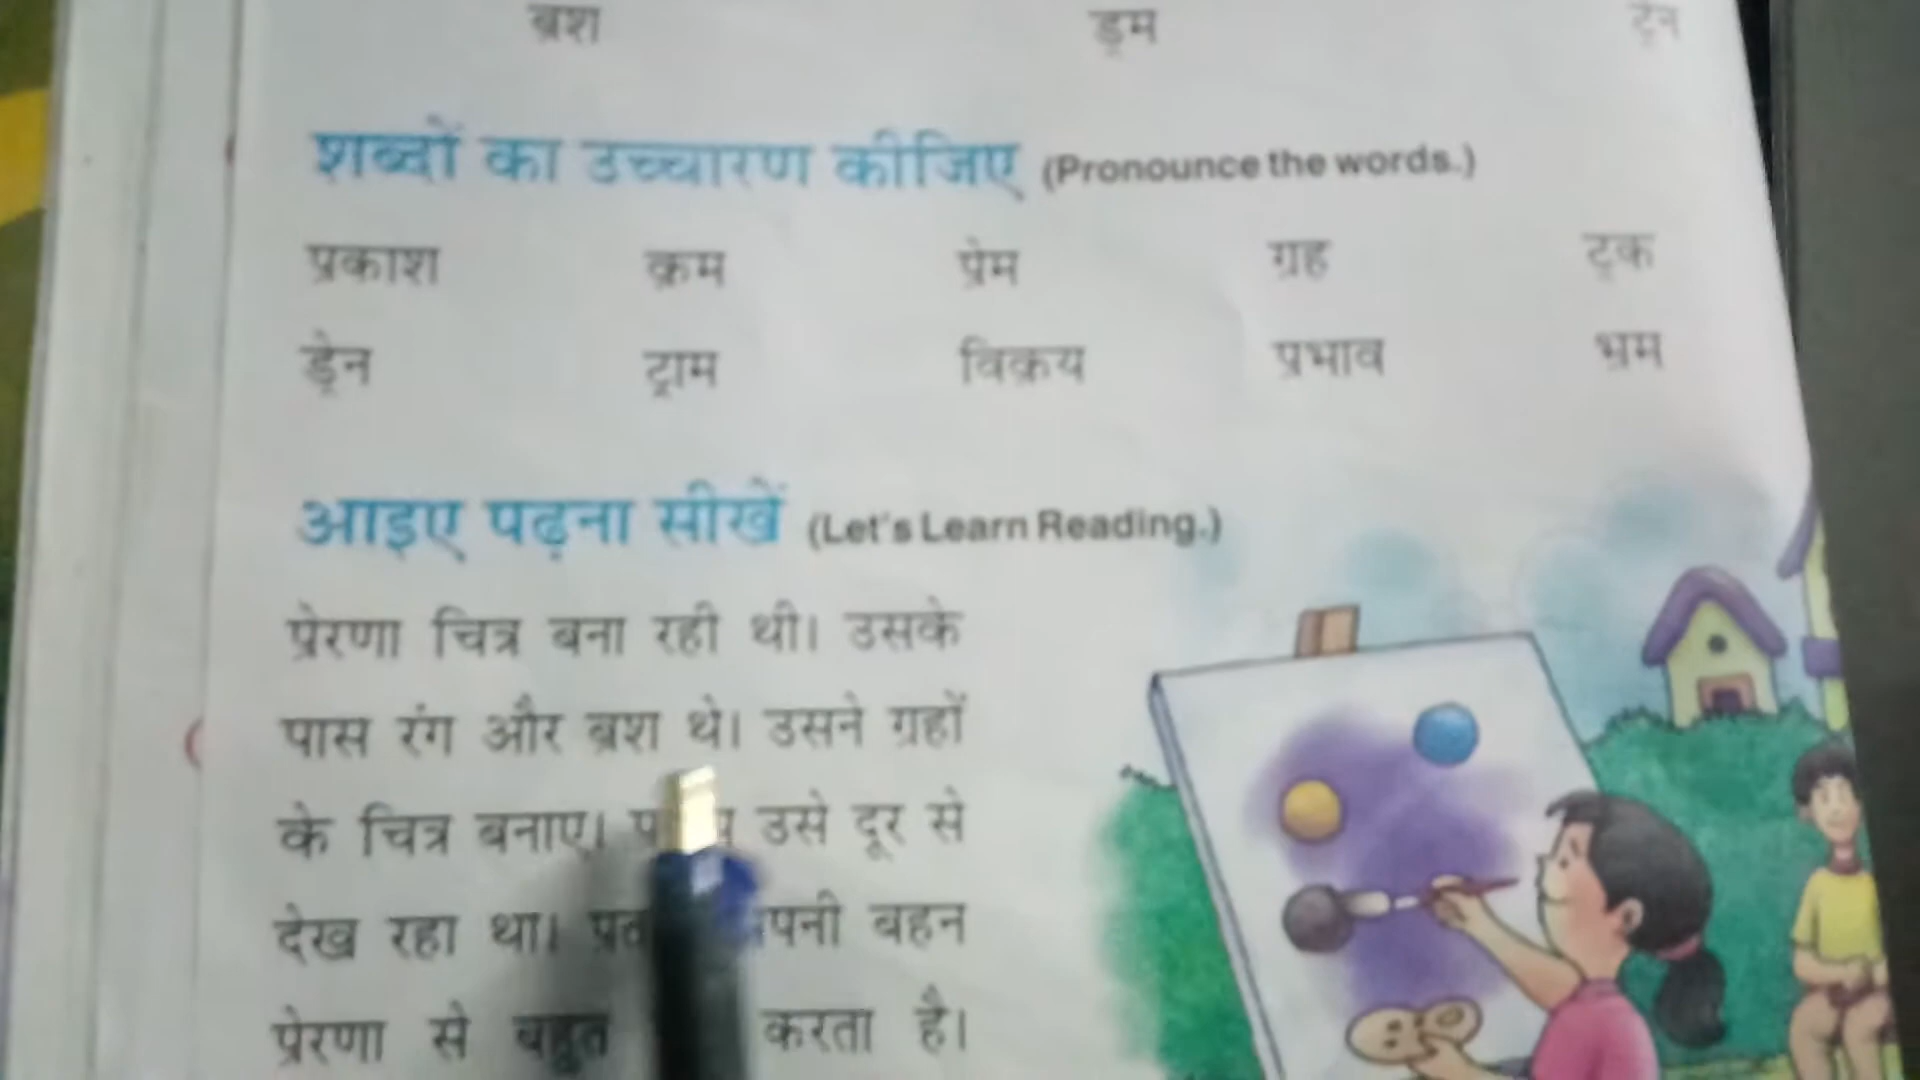 ब्रश ड्रम ट्रेन
शब्दों का उच्चारण कीजिए (Pronounce the words.)
प्रकाश क्रम प्रेम ग्रह ट्रक
ड्रेन ट्राम विक्रय प्रभाव भ्रम
आइए पढ़ना सीखें (Let's Learn Reading.)
प्रेरणा चित्र बना रही थी। उसके
पास रंग और ब्रश थे। उसने ग्रहों
के चित्र बनाए। उसे दूर से
देख रहा था। बहन
प्रेरणा से बहुत करता है।